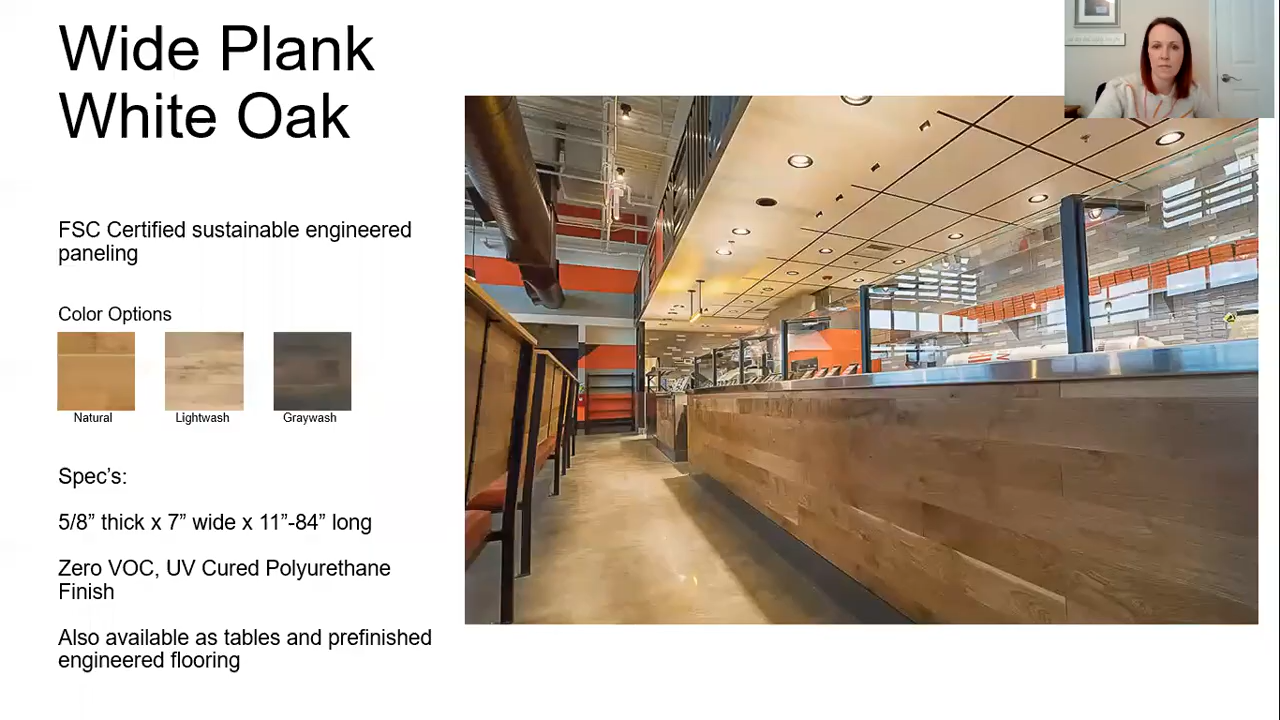 Wide Plank
White Oak
FSC Certified sustainable engineered
paneling
Color Options
Natural
Lightwash
Graywash
Spec’s:
5/8” thick x 7” wide x 11”-84” long
Zero VOC, UV Cured Polyurethane
Finish
Also available as tables and prefinished
engineered flooring